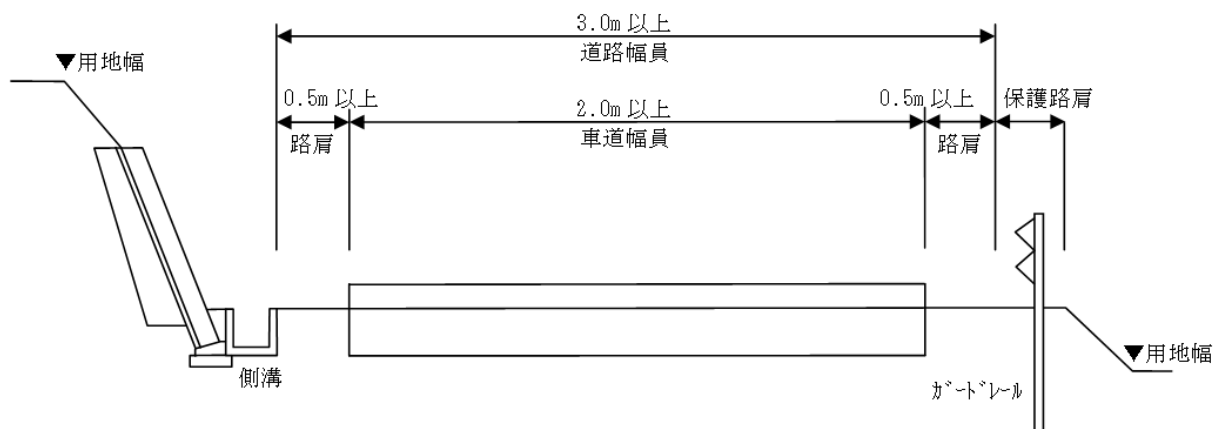 3.0m 以上
道路幅員
▼用地幅
0.5m 以上
路肩
2.0m 以上
車道幅員
0.5m 以上
路肩
保護路肩
側溝
ｶﾞｰﾄﾞﾚｰﾙ
▼用地幅